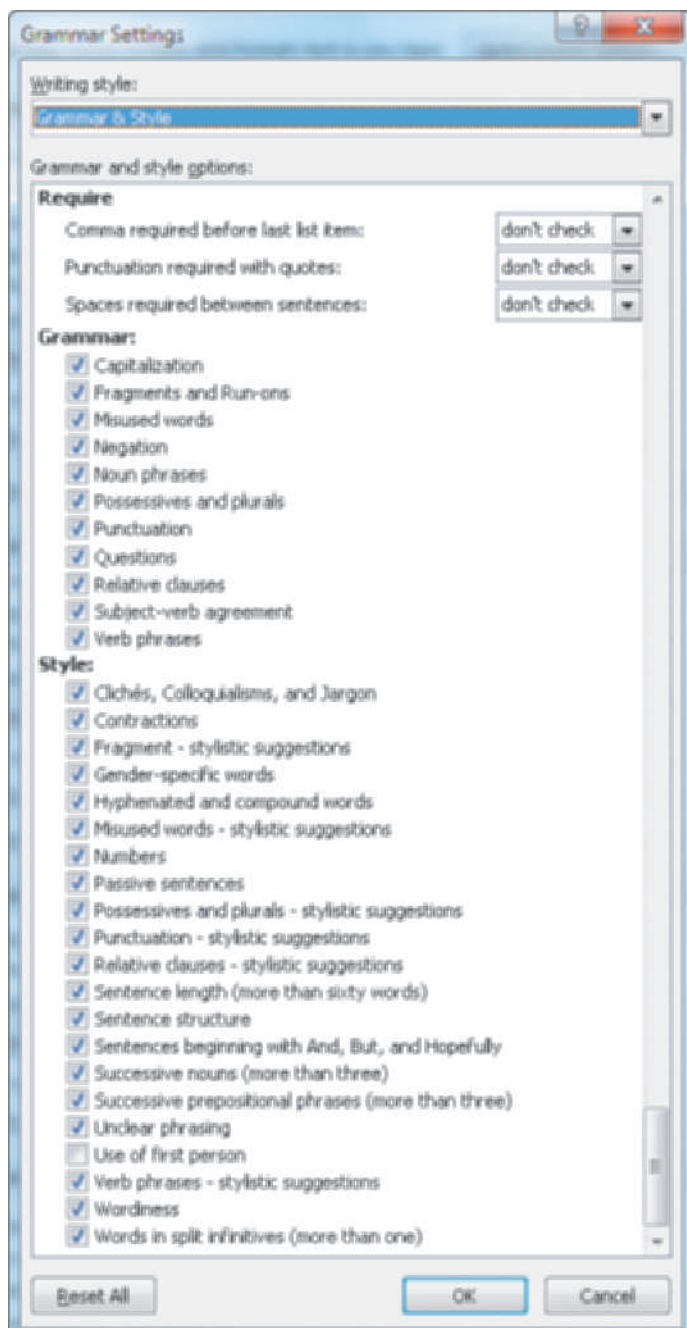 Grammar Settings
Writing style:
Grammar & Style
Grammar and style options:
Require
Comma required before last list item: don't check
Punctuation required with quotes: don't check
Spaces required between sentences: don't check
Grammar:
Capitalization
Fragments and Run-ons
Misused words
Negation
Noun phrases
Possessives and plurals
Punctuation
Questions
Relative clauses
Subject-verb agreement
Verb phrases
Style:
Clichés, Colloquialisms, and Jargon
Contractions
Fragment - stylistic suggestions
Gender-specific words
Hyphenated and compound words
Misused words - stylistic suggestions
Numbers
Passive sentences
Possessives and plurals - stylistic suggestions
Punctuation - stylistic suggestions
Relative clauses - stylistic suggestions
Sentence length (more than sixty words)
Sentence structure
Sentences beginning with And, But, and Hopefully
Successive nouns (more than three)
Successive prepositional phrases (more than three)
Unclear phrasing
Use of first person
Verb phrases - stylistic suggestions
Wordiness
Words in split infinitives (more than one)
Reset All OK Cancel